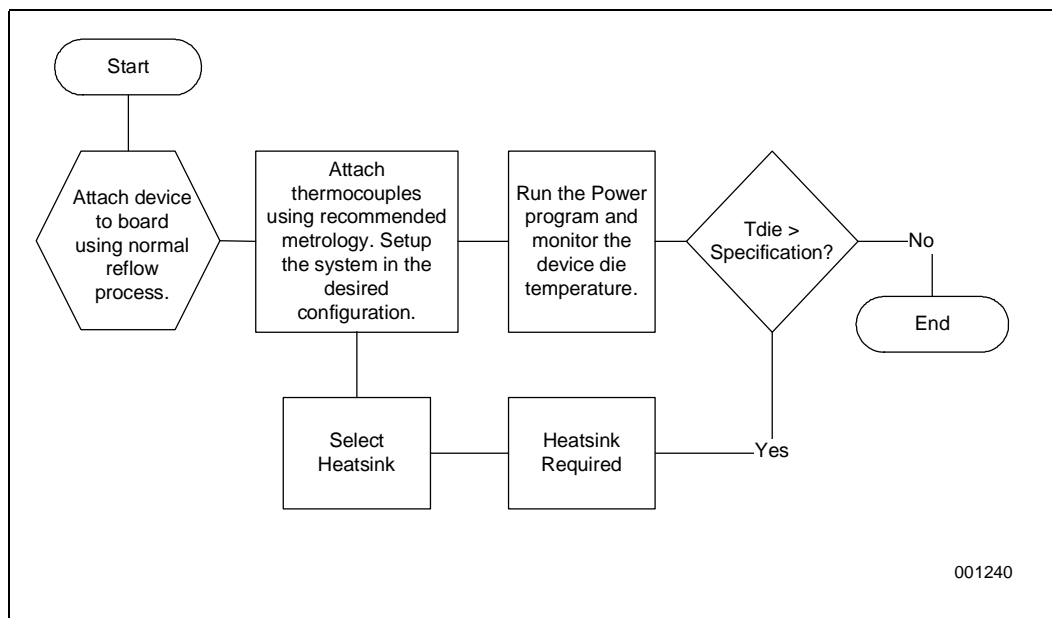 Start
Attach device
to board
using normal
reflow
process.
Attach
thermocouples
using recommended
metrology. Setup
the system in the
desired
configuration.
Run the Power
program and
monitor the
device die
temperature.
Tdie >
Specification?
No
End
Select
Heatsink
Heatsink
Required
Yes
001240